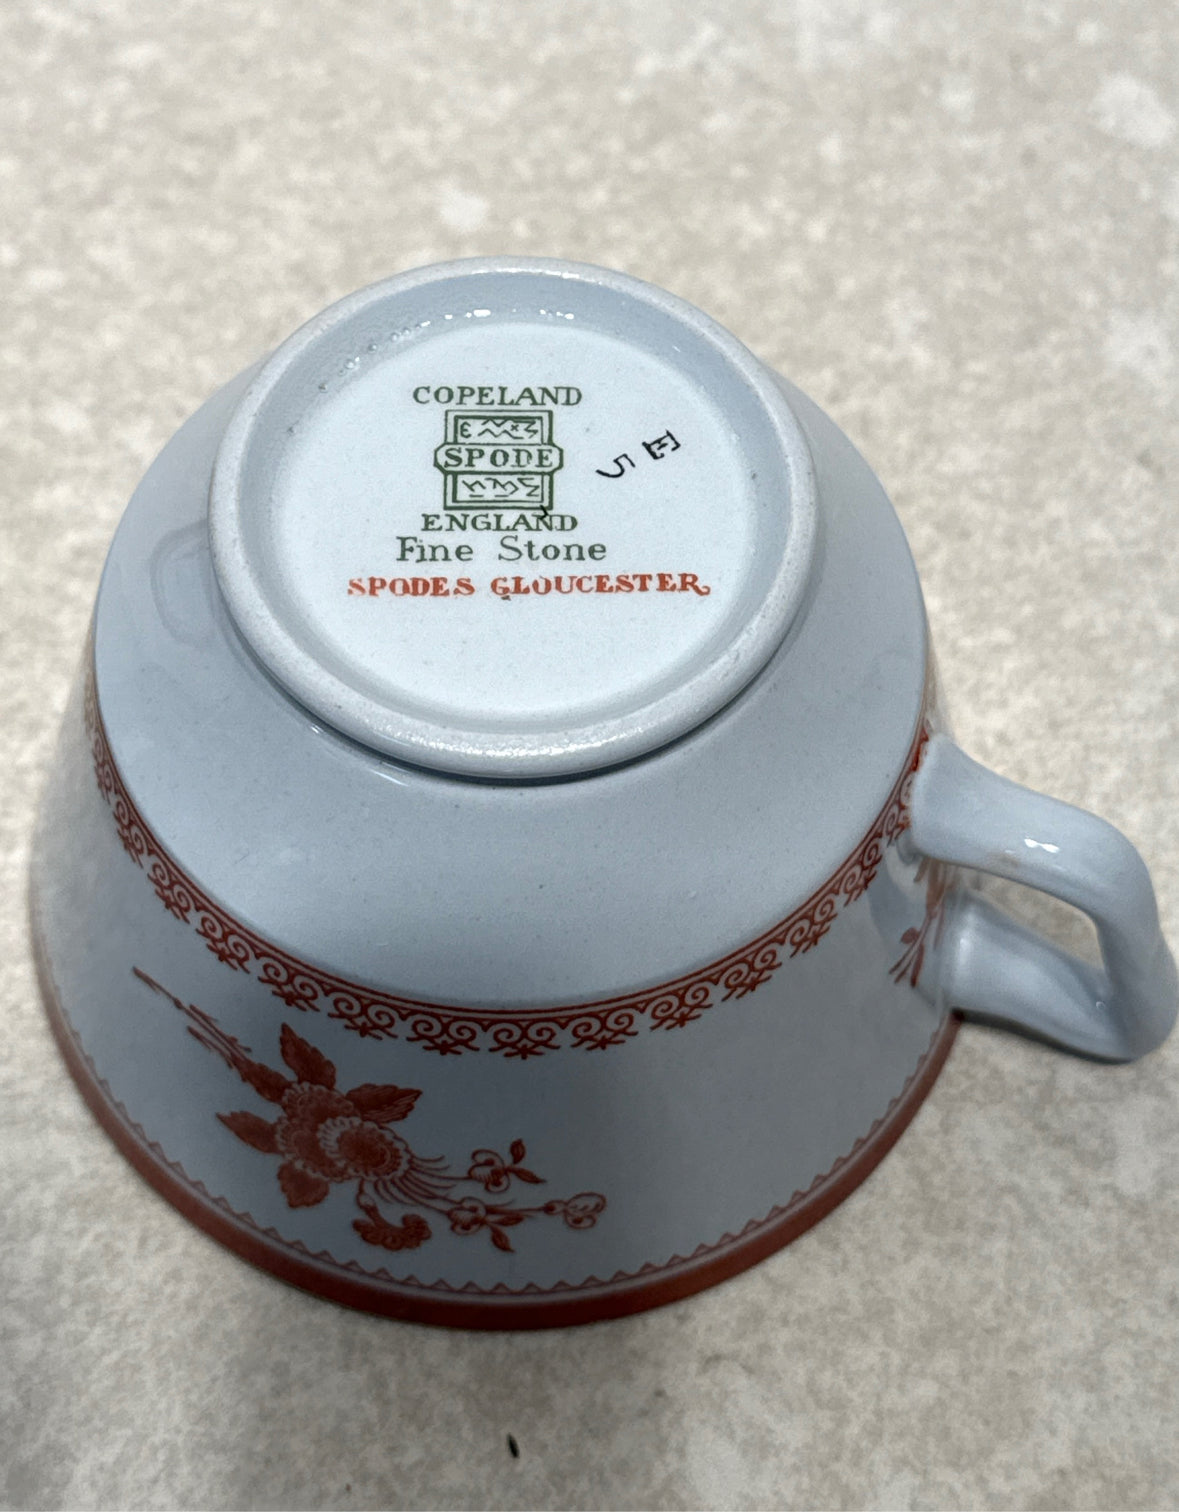 COPELAND
SPODE
ENGLAND
Fine Stone
SPODES GLOUCESTER
E
5